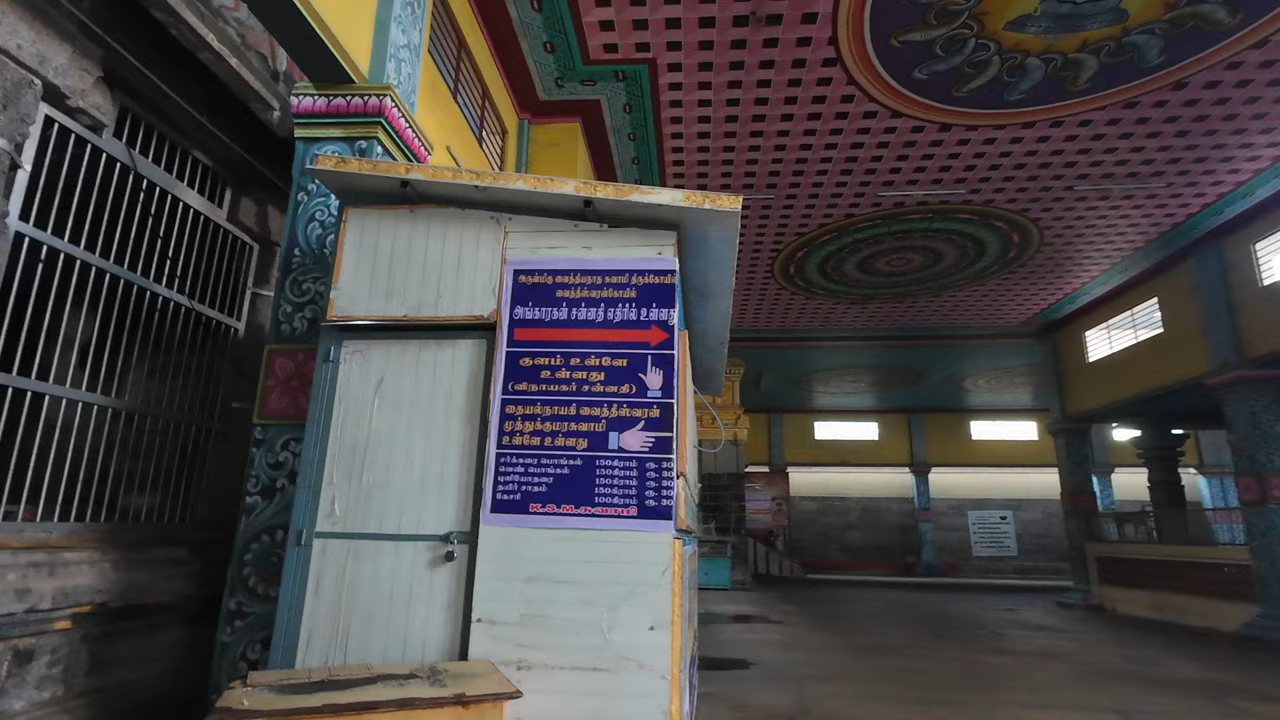 அருள்மிகு வைத்தியநாத சுவாமி திருக்கோயில்
வைத்தீஸ்வரன்கோயில்
அங்காரகன் சன்னதி எதிரில் உள்ளது
குளம் உள்ளே
உள்ளது
(விநாயகர் சன்னதி)
தையல்நாயகி வைத்தீஸ்வரன்
முத்துக்குமரசுவாமி
உள்ளே உள்ளது
சர்க்கரை பொங்கல் 150கிராம் ரூ. 30
வெண் பொங்கல் 150கிராம் ரூ. 30
புளியோதரை 150கிராம் ரூ. 30
தயிர் சாதம் 150கிராம் ரூ. 30
கேசரி 100கிராம் ரூ. 30
K.S.M.சுவாமி